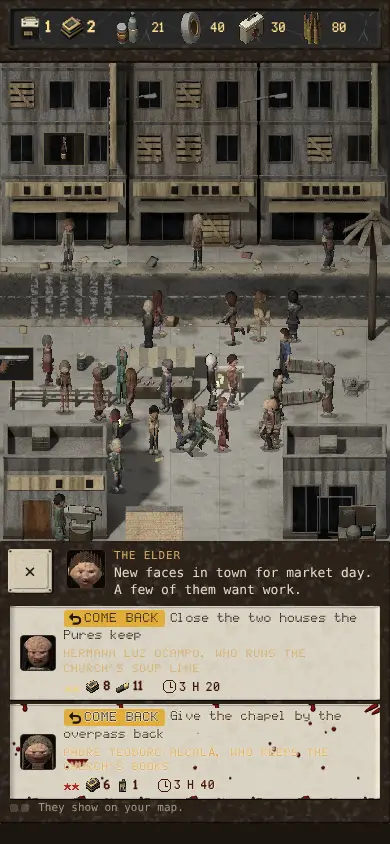 1 2 21 40 30 80
THE ELDER
New faces in town for market day.
A few of them want work.
COME BACK Close the two houses the
Pures keep
HERMANA LUZ OCAMPO, WHO RUNS THE
CHURCH'S SOUP LINE
8 11 3 H 20
COME BACK Give the chapel by the
overpass back
PADRE TEODORO ALCALÁ, WHO KEEPS THE
CHURCH'S BOOKS
6 1 3 H 40
They show on your map.